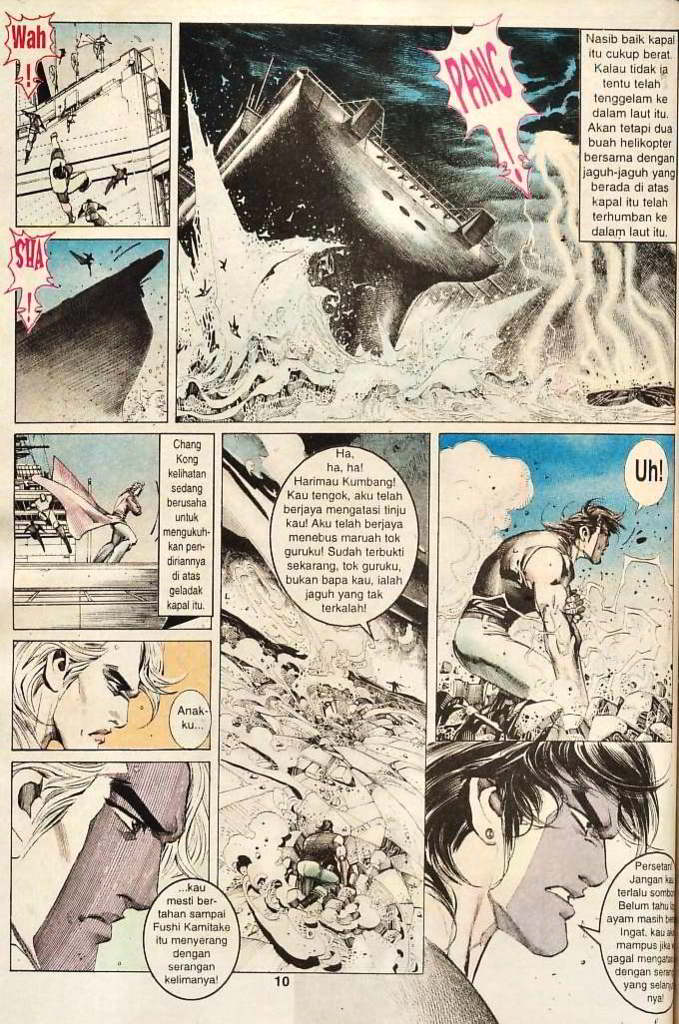 Wah
!
PANG
!!
Nasib baik kapal
itu cukup berat.
Kalau tidak ia
tentu telah
tenggelam ke
dalam laut itu.
Akan tetapi dua
buah helikopter
bersama dengan
jaguh-jaguh yang
berada di atas
kapal itu telah
terhumban ke
dalam laut itu.
SHA
!
Chang
Kong
kelihatan
sedang
berusaha
untuk
mengukuh-
kan pen-
diriannya
di atas
geladak
kapal itu.
Anak-
ku...
...kau
mesti ber-
tahan sampai
Fushi Kamitake
itu menyerang
dengan
serangan
kelimanya!
Ha,
ha, ha!
Harimau Kumbang!
Kau tengok, aku telah
berjaya mengatasi tinju
kau! Aku telah berjaya
menebus maruah tok
guruku! Sudah terbukti
sekarang, tok guruku,
bukan bapa kau, ialah
jaguh yang tak
terkalah!
Uh!
Persetan!
Jangan
terlalu
Belum tahu
ayam masih
Ingat, kau
mampus jika
gagal
dengan
yang
nya!
10